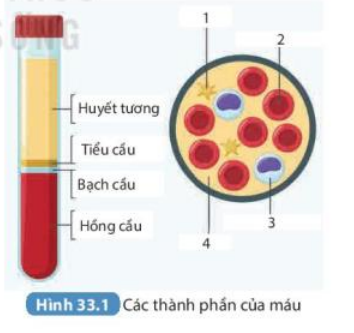 1
2
Huyết tương
Tiểu cầu
Bạch cầu
Hồng cầu
3
4
Hình 33.1 Các thành phần của máu